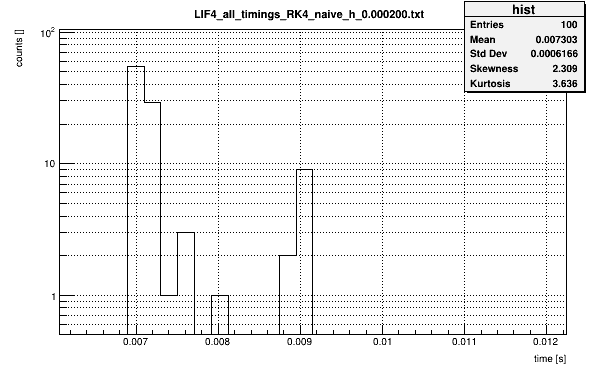 LIF4_all_timings_RK4_naive_h_0.000200.txt
hist
Entries 100
Mean 0.007303
Std Dev 0.0006166
Skewness 2.309
Kurtosis 3.636
counts []
10²
10
1
0.007 0.008 0.009 0.01 0.011 0.012
time [s]